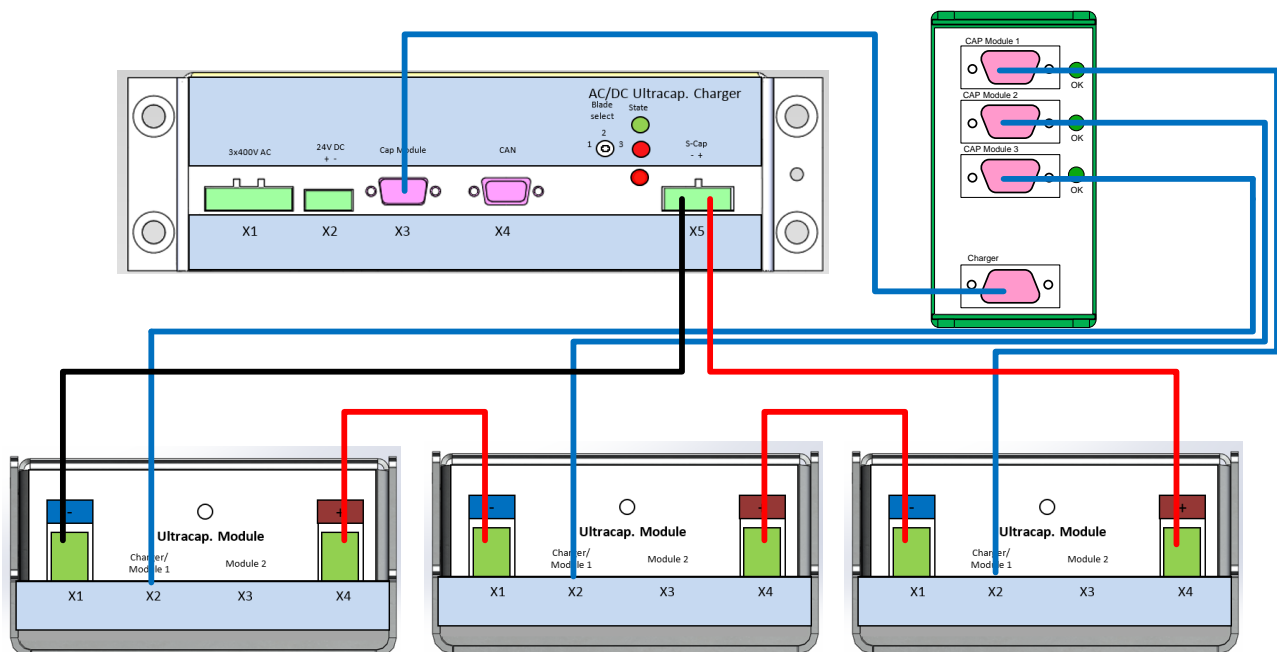 CAP Module 1
OK
CAP Module 2
OK
CAP Module 3
OK
Charger
AC/DC Ultracap. Charger
Blade
select
State
1 2 3
3x400V AC
24V DC
+ -
Cap Module
CAN
S-Cap
- +
X1 X2 X3 X4 X5
- +
Ultracap. Module
Charger/
Module 1
Module 2
X1 X2 X3 X4
- +
Ultracap. Module
Charger/
Module 1
Module 2
X1 X2 X3 X4
- +
Ultracap. Module
Charger/
Module 1
Module 2
X1 X2 X3 X4